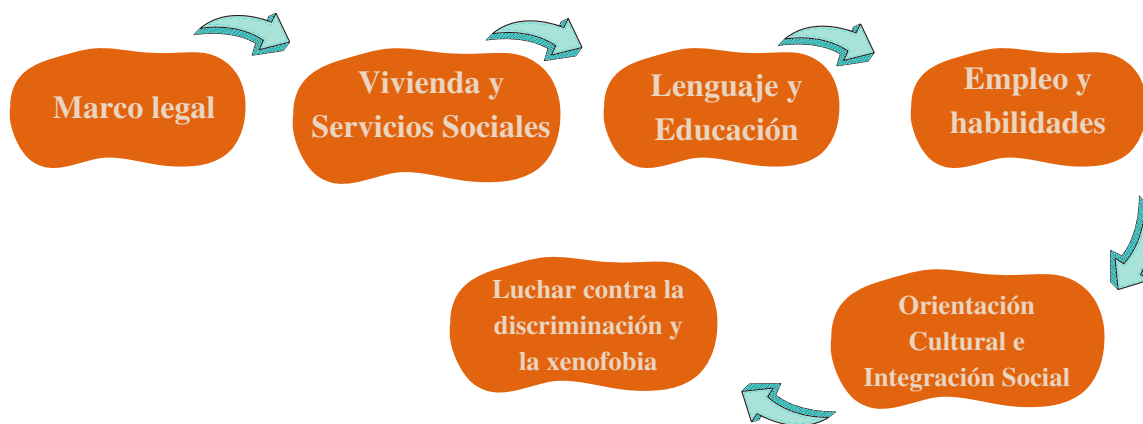 Marco legal
Vivienda y
Servicios Sociales
Lenguaje y
Educación
Empleo y
habilidades
Orientación
Cultural e
Integración Social
Luchar contra la
discriminación y
la xenofobia